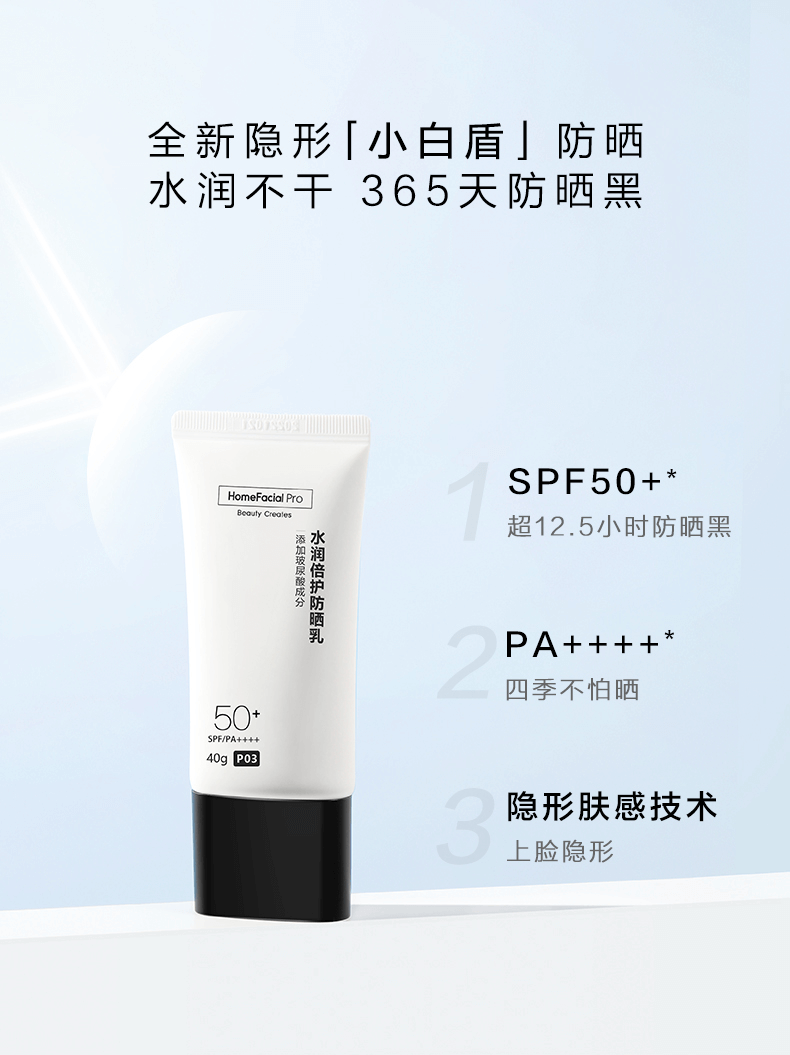 全新隐形「小白盾」防晒
水润不干 365天防晒黑
HomeFacial Pro
Beauty Creates
水润倍护防晒乳
添加玻尿酸成分
50+
SPF/PA++++
40g P03
1
SPF50+*
超12.5小时防晒黑
2
PA++++*
四季不怕晒
3
隐形肤感技术
上脸隐形